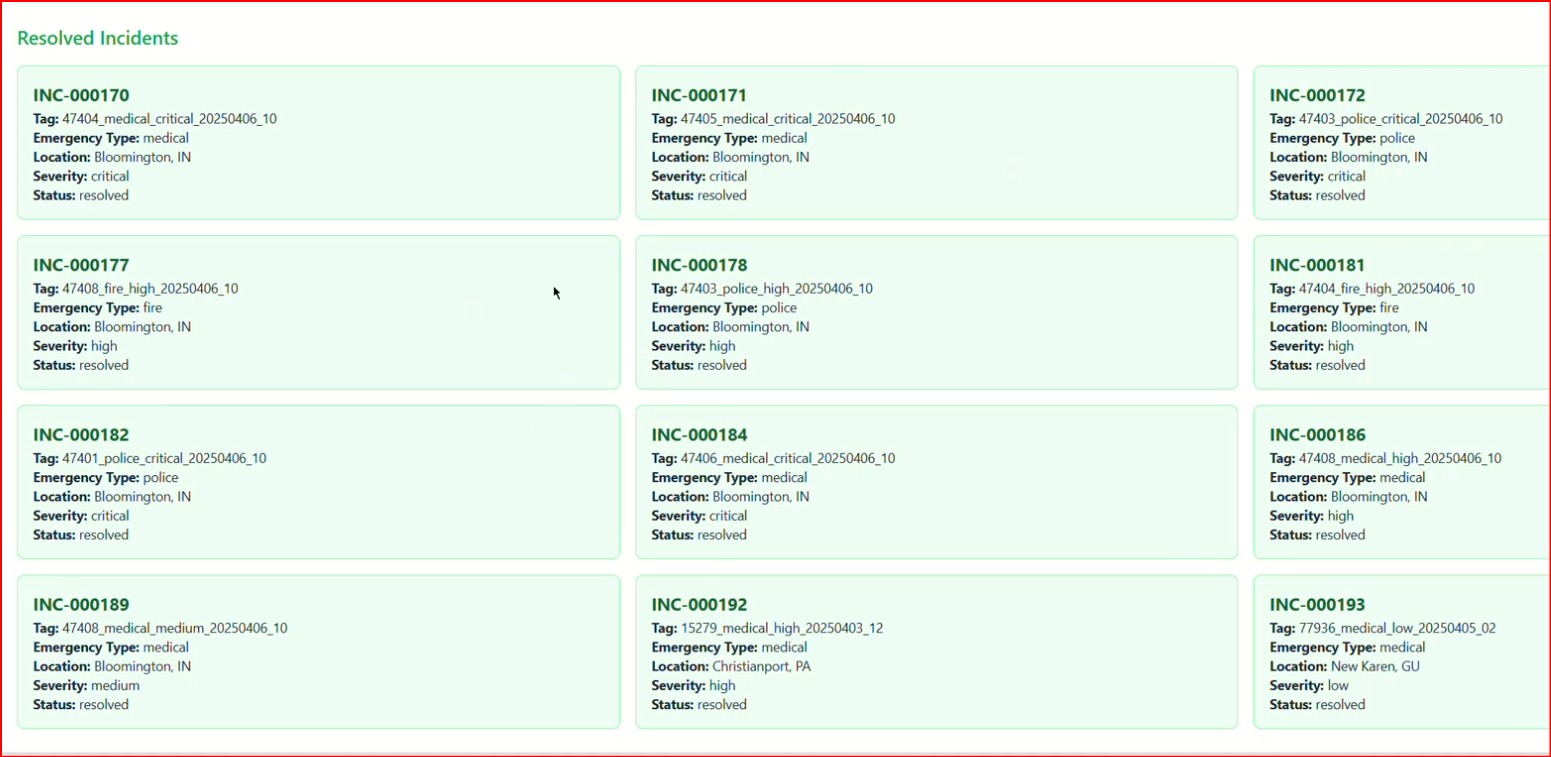 Resolved Incidents
INC-000170
Tag: 47404_medical_critical_20250406_10
Emergency Type: medical
Location: Bloomington, IN
Severity: critical
Status: resolved
INC-000171
Tag: 47405_medical_critical_20250406_10
Emergency Type: medical
Location: Bloomington, IN
Severity: critical
Status: resolved
INC-000172
Tag: 47403_police_critical_20250406_10
Emergency Type: police
Location: Bloomington, IN
Severity: critical
Status: resolved
INC-000177
Tag: 47408_fire_high_20250406_10
Emergency Type: fire
Location: Bloomington, IN
Severity: high
Status: resolved
INC-000178
Tag: 47403_police_high_20250406_10
Emergency Type: police
Location: Bloomington, IN
Severity: high
Status: resolved
INC-000181
Tag: 47404_fire_high_20250406_10
Emergency Type: fire
Location: Bloomington, IN
Severity: high
Status: resolved
INC-000182
Tag: 47401_police_critical_20250406_10
Emergency Type: police
Location: Bloomington, IN
Severity: critical
Status: resolved
INC-000184
Tag: 47406_medical_critical_20250406_10
Emergency Type: medical
Location: Bloomington, IN
Severity: critical
Status: resolved
INC-000186
Tag: 47408_medical_high_20250406_10
Emergency Type: medical
Location: Bloomington, IN
Severity: high
Status: resolved
INC-000189
Tag: 47408_medical_medium_20250406_10
Emergency Type: medical
Location: Bloomington, IN
Severity: medium
Status: resolved
INC-000192
Tag: 15279_medical_high_20250403_12
Emergency Type: medical
Location: Christianport, PA
Severity: high
Status: resolved
INC-000193
Tag: 77936_medical_low_20250405_02
Emergency Type: medical
Location: New Karen, GU
Severity: low
Status: resolved